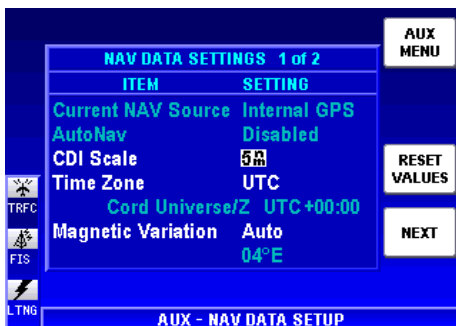 AUX
MENU
NAV DATA SETTINGS 1 of 2
ITEM SETTING
Current NAV Source Internal GPS
AutoNav Disabled
CDI Scale 5nm
Time Zone UTC
Cord Universe/Z UTC+00:00
Magnetic Variation Auto
04°E
RESET
VALUES
NEXT
TRFC
FIS
LTNG
AUX - NAV DATA SETUP